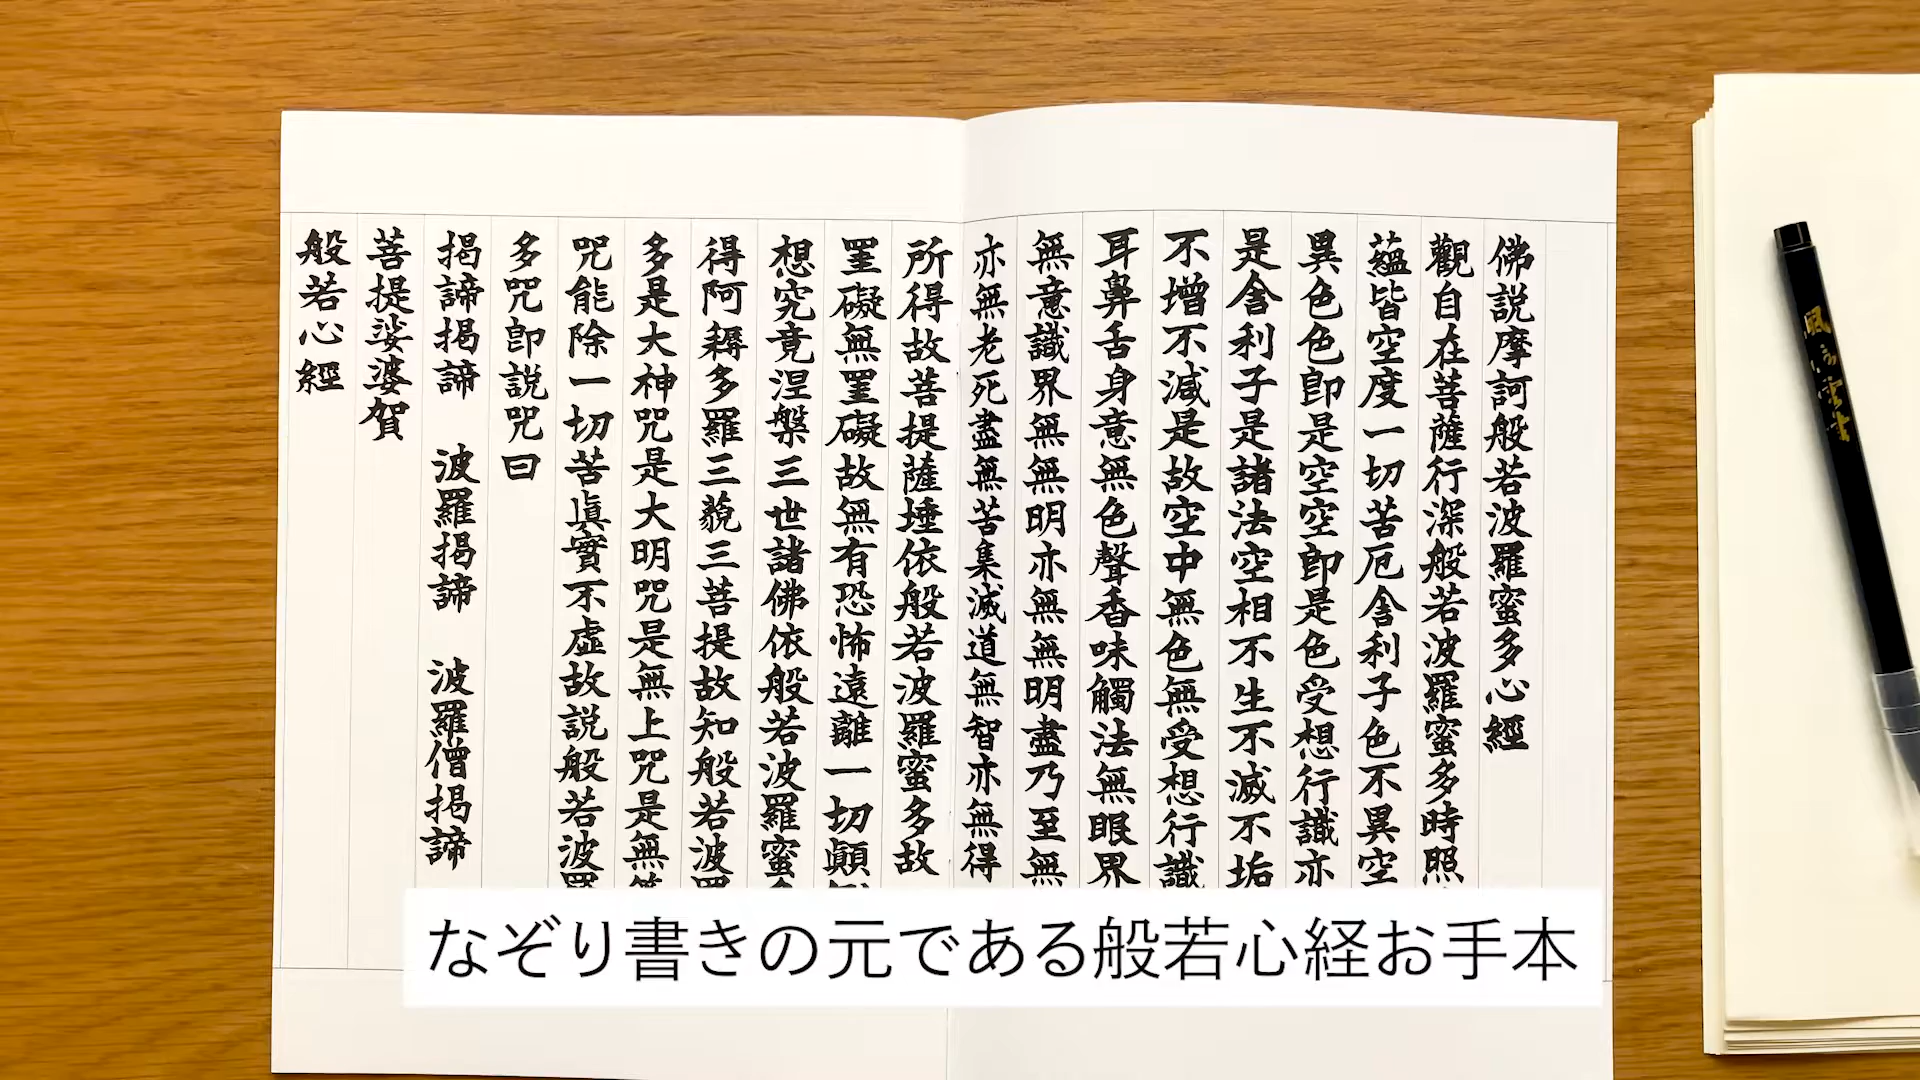 佛説摩訶般若波羅蜜多心經
觀自在菩薩行深般若波羅蜜多時照
蘊皆空度一切苦厄舍利子色不異空
異色色即是空空即是色受想行識亦
是舍利子是諸法空相不生不滅不垢
不增不減是故空中無色無受想行識
耳鼻舌身意無色聲香味觸法無眼界
無意識界無無明亦無無明盡乃至無
亦無老死盡無苦集滅道無智亦無得
所得故菩提薩埵依般若波羅蜜多故
罣礙無罣礙故無有恐怖遠離一切顚
想究竟涅槃三世諸佛依般若波羅蜜
得阿耨多羅三藐三菩提故知般若波
多是大神咒是大明咒是無上咒是無
咒能除一切苦眞實不虛故説般若波
多咒即説咒曰
揭諦揭諦　波羅揭諦　波羅僧揭諦
菩提娑婆賀
般若心經
なぞり書きの元である般若心経お手本